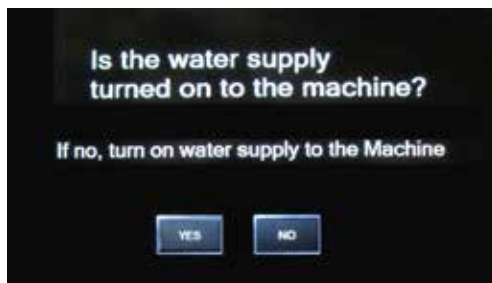 Is the water supply
turned on to the machine?
If no, turn on water supply to the Machine
YES
NO